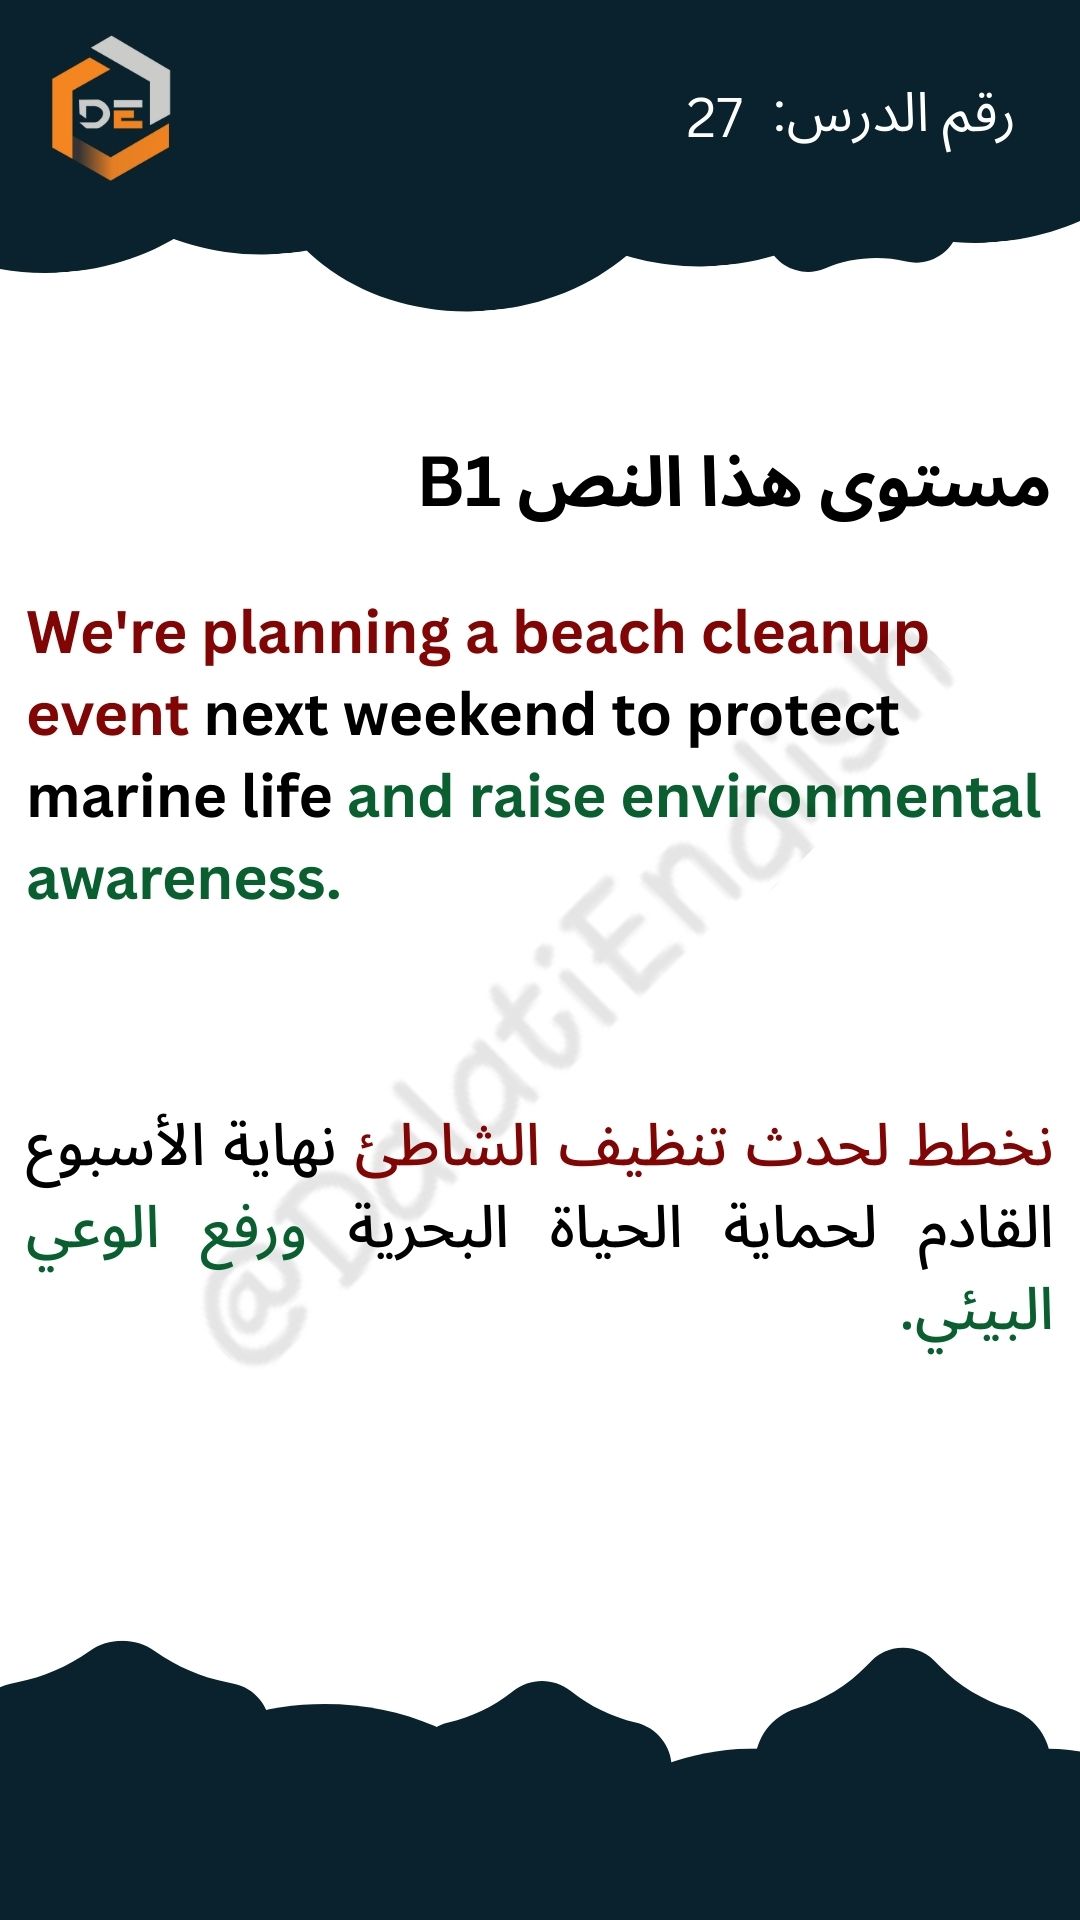 DE
رقم الدرس: 27
مستوى هذا النص B1
We're planning a beach cleanup
event next weekend to protect
marine life and raise environmental
awareness.
نخطط لحدث تنظيف الشاطئ نهاية الأسبوع
القادم لحماية الحياة البحرية ورفع الوعي
البيئي.
@DalatiEnglish